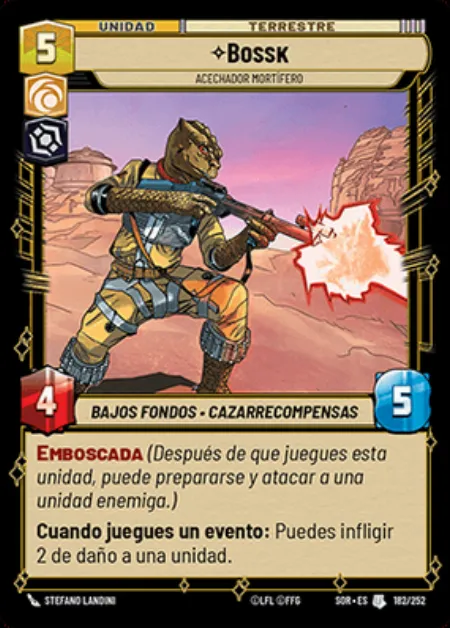 5
UNIDAD
TERRESTRE
✧BOSSK
ACECHADOR MORTÍFERO
4
BAJOS FONDOS • CAZARRECOMPENSAS
5
EMBOSCADA (Después de que juegues esta
unidad, puede prepararse y atacar a una
unidad enemiga.)
Cuando juegues un evento: Puedes infligir
2 de daño a una unidad.
STEFANO LANDINI
©LFL ©FFG
SOR • ES
U
182/252